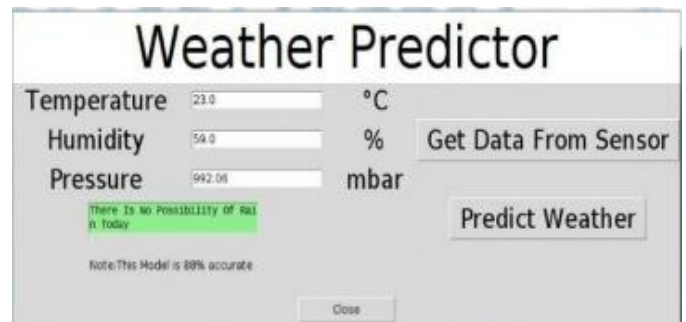 Weather Predictor
Temperature 23.0 °C
Humidity 59.0 % Get Data From Sensor
Pressure 992.06 mbar
There Is No Possibility Of Rai
n Today
Predict Weather
Note:This Model is 88% accurate
Close